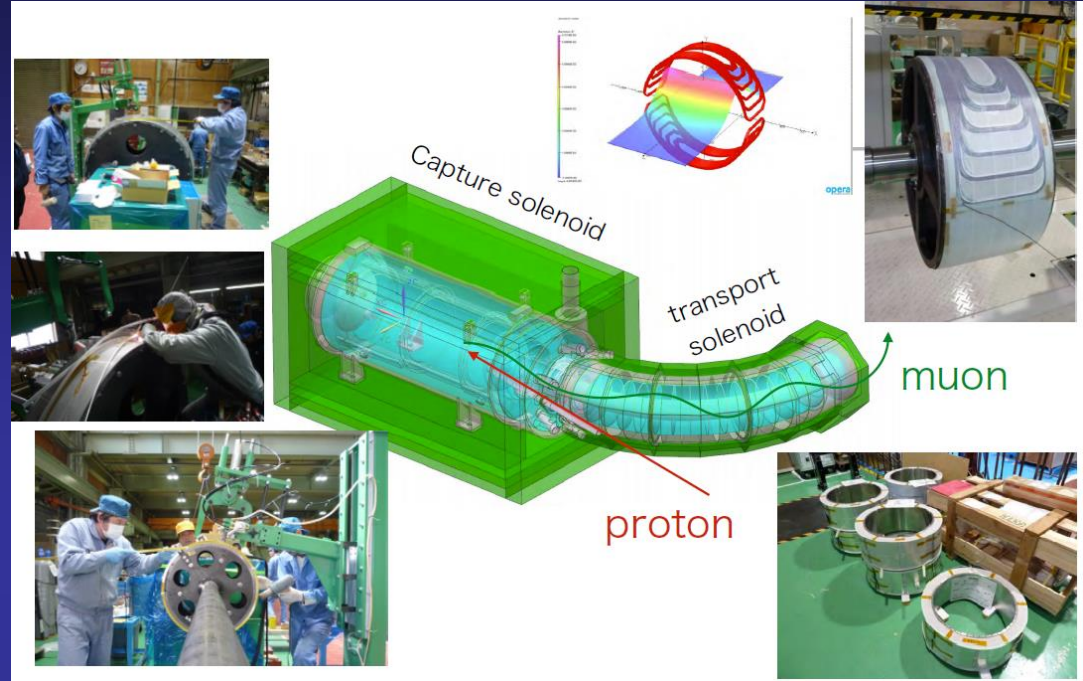 Capture solenoid
transport
solenoid
muon
proton
opera